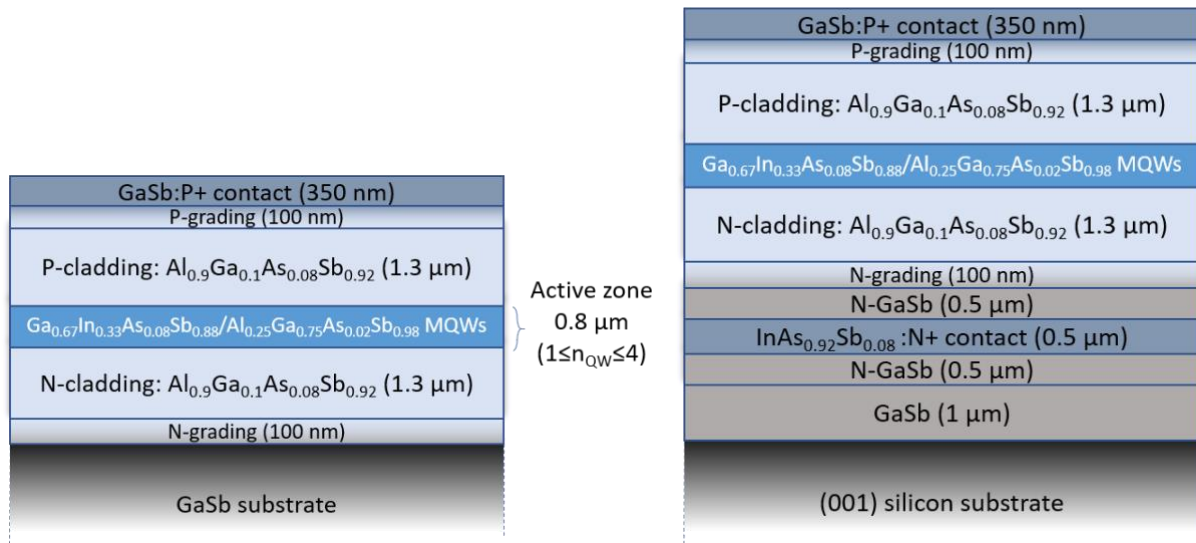 GaSb:P+ contact (350 nm)
P-grading (100 nm)
P-cladding: Al₀.₉Ga₀.₁As₀.₀₈Sb₀.₉₂ (1.3 µm)
Ga₀.₆₇In₀.₃₃As₀.₀₈Sb₀.₈₈/Al₀.₂₅Ga₀.₇₅As₀.₀₂Sb₀.₉₈ MQWs
N-cladding: Al₀.₉Ga₀.₁As₀.₀₈Sb₀.₉₂ (1.3 µm)
N-grading (100 nm)
GaSb substrate
Active zone
0.8 µm
(1≤n_QW≤4)
GaSb:P+ contact (350 nm)
P-grading (100 nm)
P-cladding: Al₀.₉Ga₀.₁As₀.₀₈Sb₀.₉₂ (1.3 µm)
Ga₀.₆₇In₀.₃₃As₀.₀₈Sb₀.₈₈/Al₀.₂₅Ga₀.₇₅As₀.₀₂Sb₀.₉₈ MQWs
N-cladding: Al₀.₉Ga₀.₁As₀.₀₈Sb₀.₉₂ (1.3 µm)
N-grading (100 nm)
N-GaSb (0.5 µm)
InAs₀.₉₂Sb₀.₀₈ :N+ contact (0.5 µm)
N-GaSb (0.5 µm)
GaSb (1 µm)
(001) silicon substrate